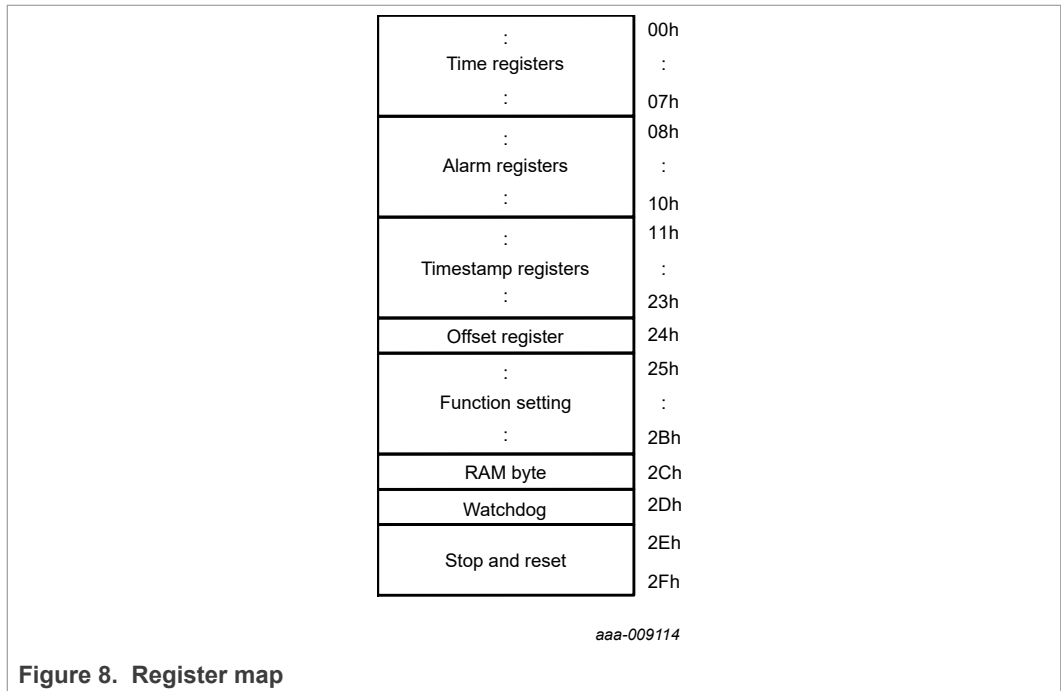 :
00h
Time registers
:
:
07h
:
08h
Alarm registers
:
:
10h
:
11h
Timestamp registers
:
:
23h
Offset register
24h
:
25h
Function setting
:
:
2Bh
RAM byte
2Ch
Watchdog
2Dh
Stop and reset
2Eh
2Fh
aaa-009114
Figure 8. Register map